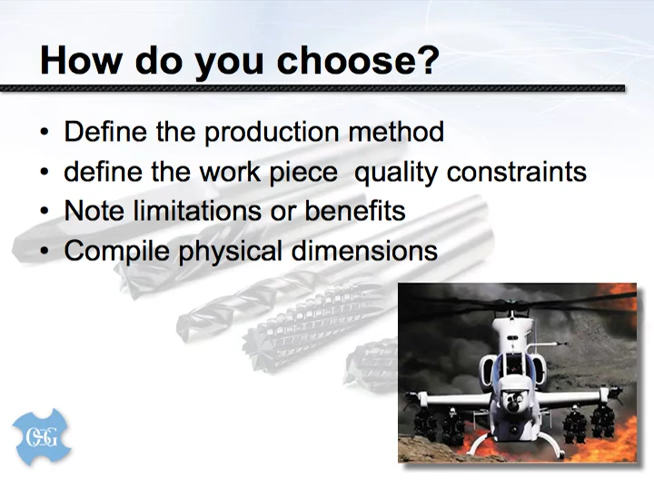 How do you choose?
• Define the production method
• define the work piece  quality constraints
• Note limitations or benefits
• Compile physical dimensions
OSG